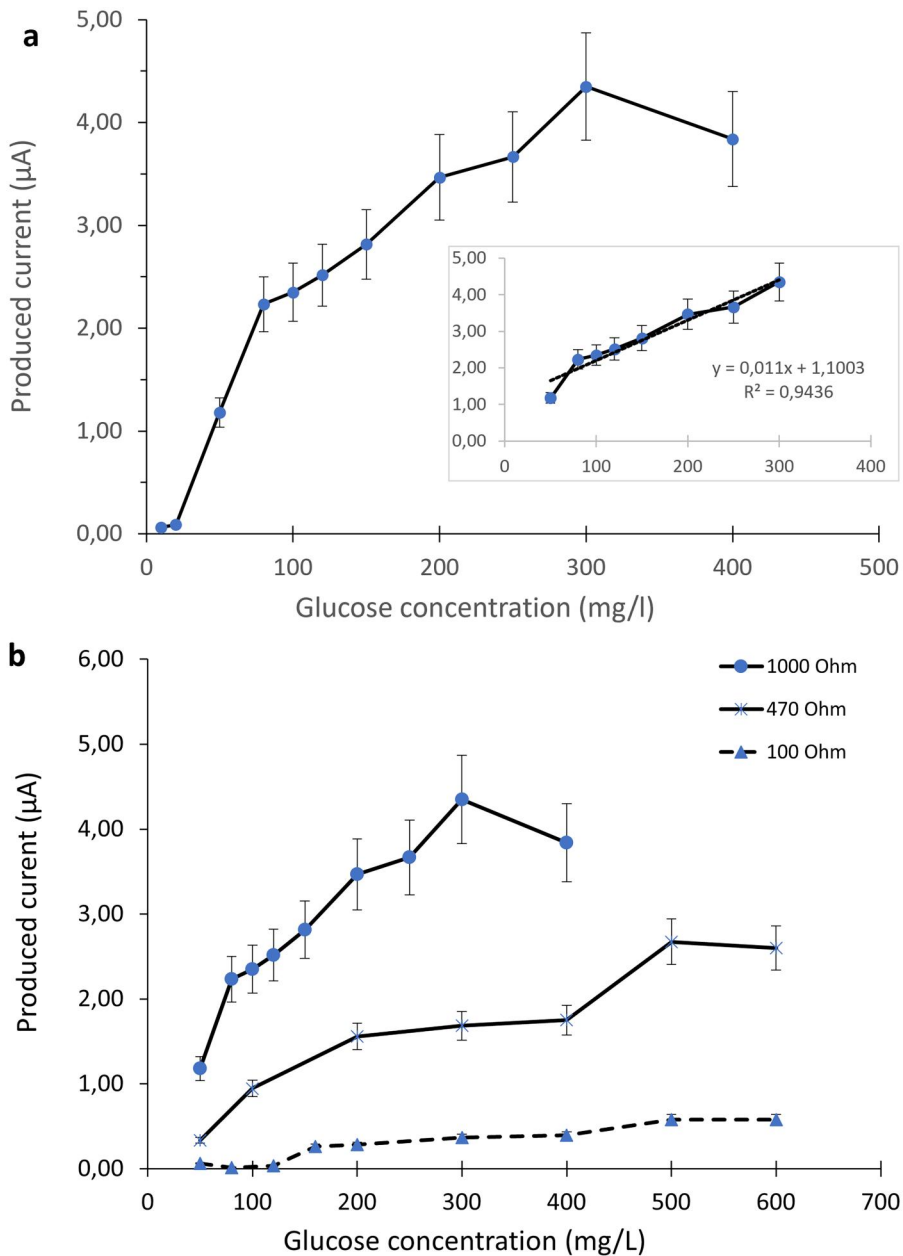 a
5,00
4,00
3,00
2,00
1,00
0,00
Produced current (µA)
0 100 200 300 400 500
Glucose concentration (mg/l)
5,00
4,00
3,00
2,00
1,00
0,00
y = 0,011x + 1,1003
R² = 0,9436
0 100 200 300 400
b
6,00
5,00
4,00
3,00
2,00
1,00
0,00
Produced curent (µA)
1000 Ohm
470 Ohm
100 Ohm
0 100 200 300 400 500 600 700
Glucose concentration (mg/L)